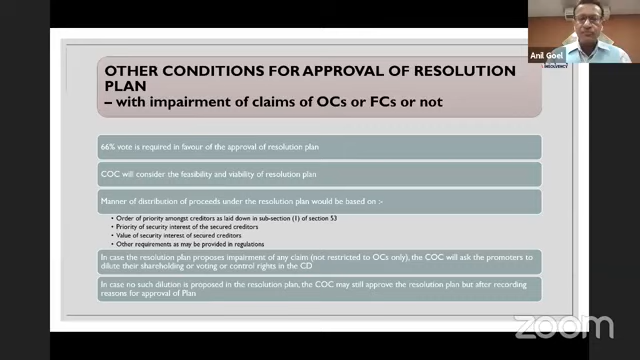 OTHER CONDITIONS FOR APPROVAL OF RESOLUTION
PLAN
– with impairment of claims of OCs or FCs or not
66% vote is required in favour of the approval of resolution plan
COC will consider the feasibility and viability of resolution plan
Manner of distribution of proceeds under the resolution plan would be based on :-
• Order of priority amongst creditors as laid down in sub-section (1) of section 53
• Priority of security interest of the secured creditors
• Value of security interest of secured creditors
• Other requirements as may be provided in regulations
In case the resolution plan proposes impairment of any claim (not restricted to OCs only), the COC will ask the promoters to
dilute their shareholding or voting or control rights in the CD
In case no such dilution is proposed in the resolution plan, the COC may still approve the resolution plan but after recording
reasons for approval of Plan
Anil Goel
INSOLVENCY
zoom